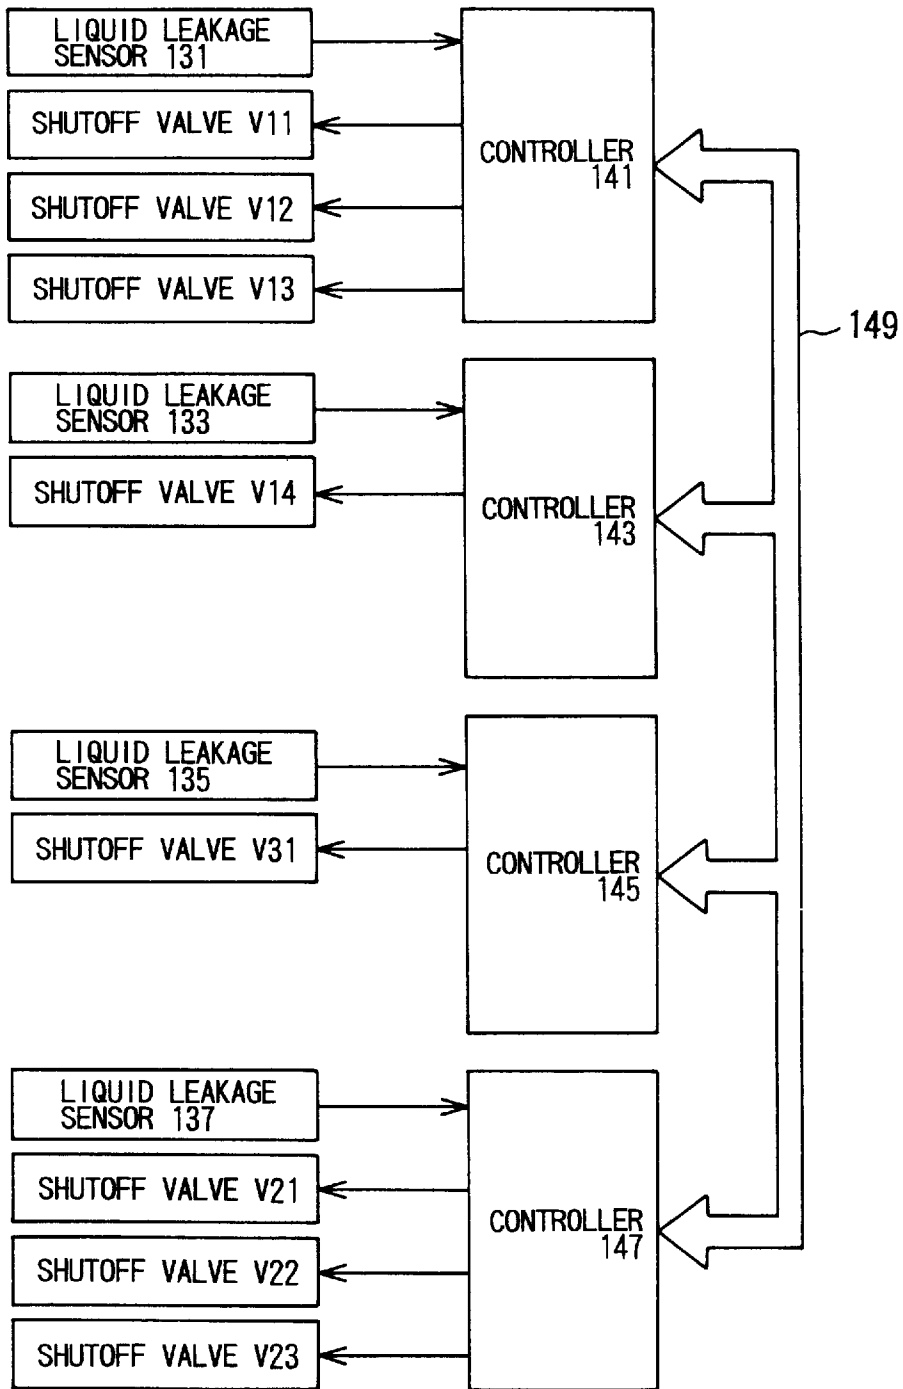 LIQUID LEAKAGE
SENSOR 131
SHUTOFF VALVE V11
SHUTOFF VALVE V12
SHUTOFF VALVE V13
CONTROLLER
141
149
LIQUID LEAKAGE
SENSOR 133
SHUTOFF VALVE V14
CONTROLLER
143
LIQUID LEAKAGE
SENSOR 135
SHUTOFF VALVE V31
CONTROLLER
145
LIQUID LEAKAGE
SENSOR 137
SHUTOFF VALVE V21
SHUTOFF VALVE V22
SHUTOFF VALVE V23
CONTROLLER
147